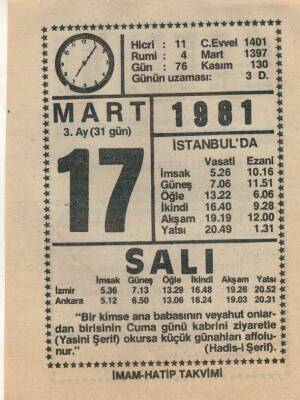 Hicri : 11 C.Evvel 1401
Rumi : 4 Mart 1397
Gün : 76 Kasım 130
Günün uzaması: 3 D.
MART 1981
3. Ay (31 gün)
17
İSTANBUL'DA
Vasati Ezani
İmsak 5.26 10.16
Güneş 7.06 11.51
Öğle 13.22 6.06
İkindi 16.40 9.28
Akşam 19.19 12.00
Yatsı 20.49 1.31
SALI
İmsak Güneş Öğle İkindi Akşam Yatsı
İzmir 5.36 7.13 13.29 16.48 19.26 20.52
Ankara 5.12 6.50 13.06 16.24 19.03 20.31
"Bir kimse ana babasının veyahut onlar-
dan birisinin Cuma günü kabrini ziyaretle
(Yasini Şerif) okursa küçük günahları affolu-
nur." (Hadis-i Şerif).
İMAM-HATİP TAKVİMİ